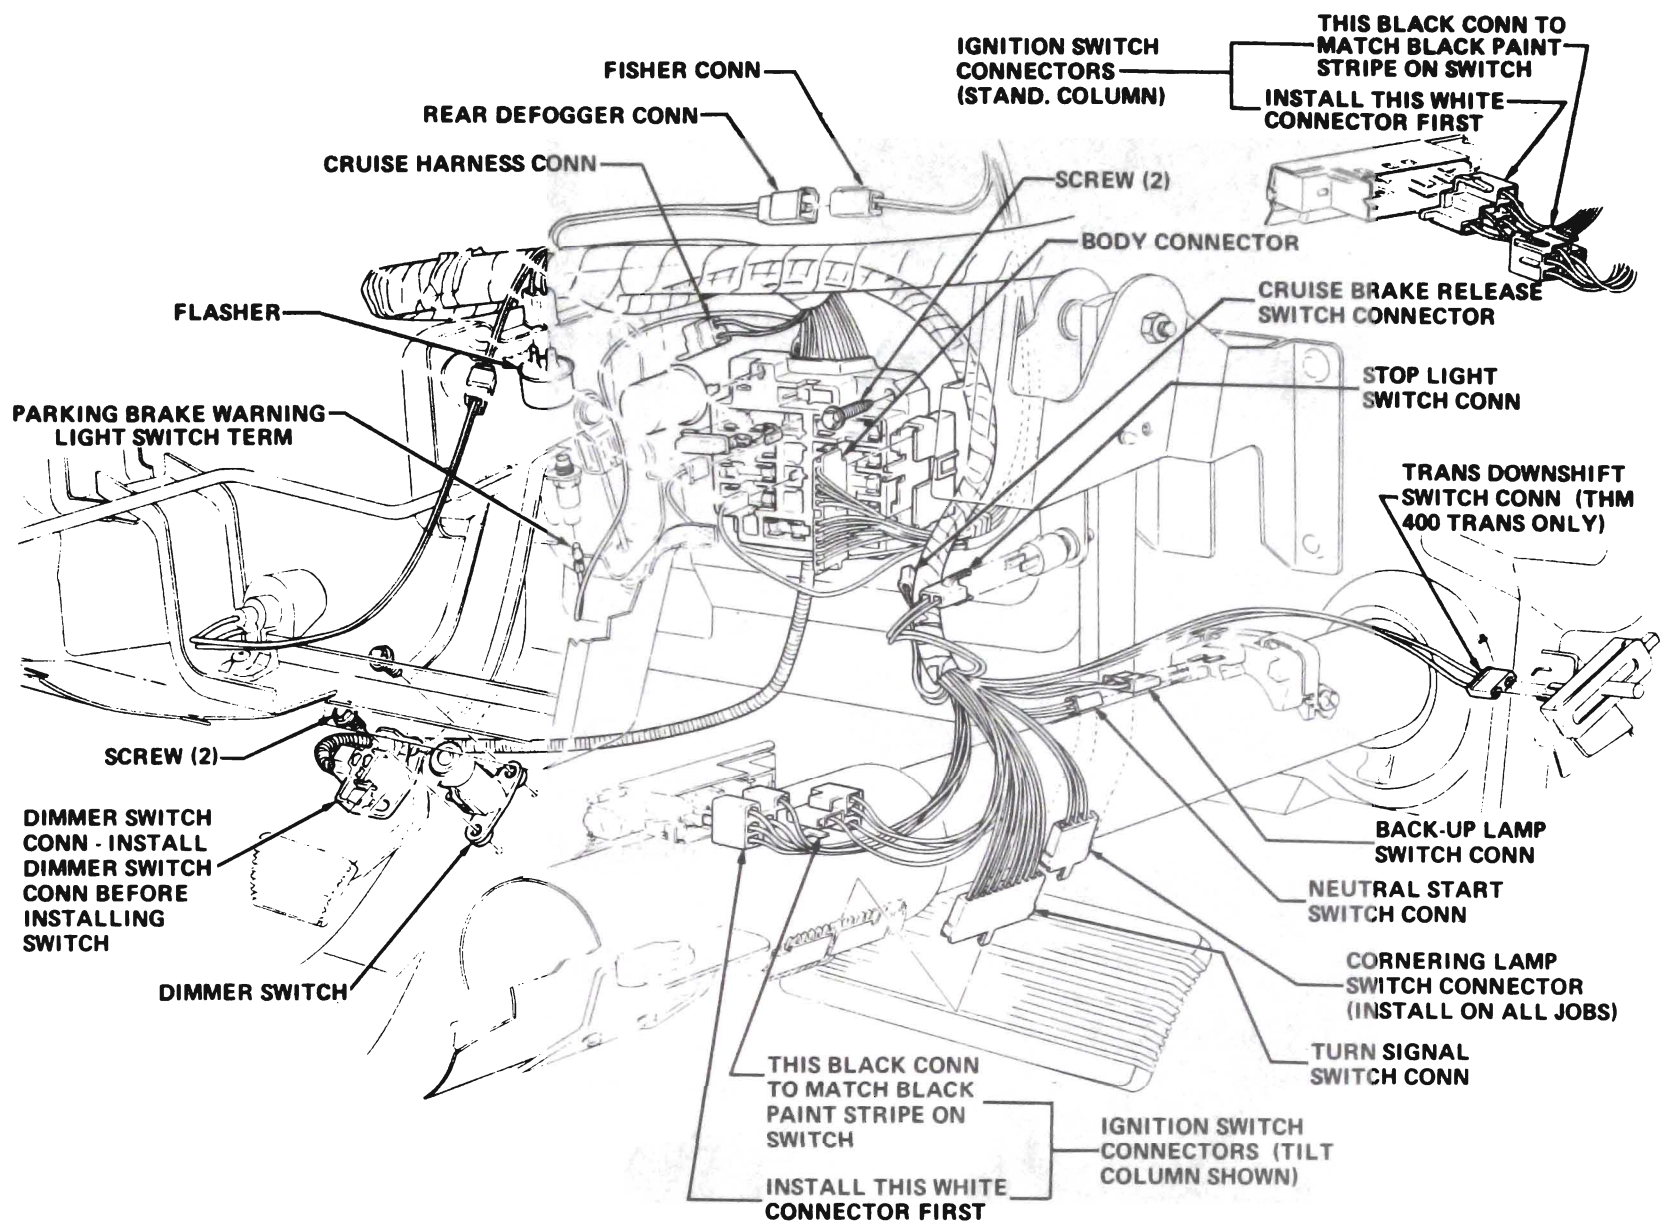 THIS BLACK CONN TO
MATCH BLACK PAINT
STRIPE ON SWITCH
IGNITION SWITCH
CONNECTORS
(STAND. COLUMN)
INSTALL THIS WHITE
CONNECTOR FIRST
FISHER CONN
REAR DEFOGGER CONN
CRUISE HARNESS CONN
SCREW (2)
BODY CONNECTOR
CRUISE BRAKE RELEASE
SWITCH CONNECTOR
FLASHER
STOP LIGHT
SWITCH CONN
PARKING BRAKE WARNING
LIGHT SWITCH TERM
TRANS DOWNSHIFT
SWITCH CONN (THM
400 TRANS ONLY)
SCREW (2)
DIMMER SWITCH
CONN - INSTALL
DIMMER SWITCH
CONN BEFORE
INSTALLING
SWITCH
DIMMER SWITCH
BACK-UP LAMP
SWITCH CONN
NEUTRAL START
SWITCH CONN
CORNERING LAMP
SWITCH CONNECTOR
(INSTALL ON ALL JOBS)
TURN SIGNAL
SWITCH CONN
THIS BLACK CONN
TO MATCH BLACK
PAINT STRIPE ON
SWITCH
IGNITION SWITCH
CONNECTORS (TILT
COLUMN SHOWN)
INSTALL THIS WHITE
CONNECTOR FIRST